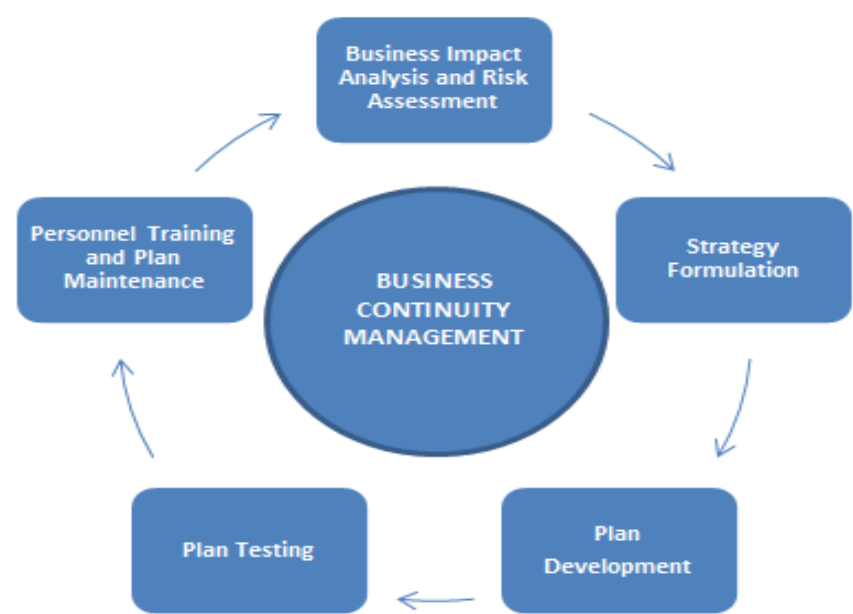 Business Impact
Analysis and Risk
Assessment
Strategy
Formulation
Plan
Development
Plan Testing
Personnel Training
and Plan
Maintenance
BUSINESS
CONTINUITY
MANAGEMENT